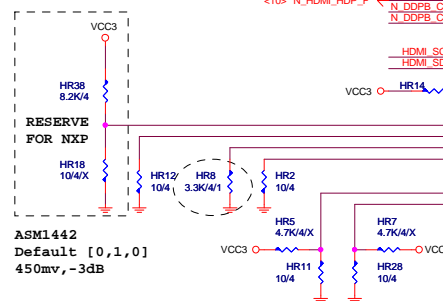 <10> N_HDMI_HDP_F
N_DDPB_C
N_DDPB_C
VCC3
HDMI_SC
HDMI_SD
HR38
8.2K/4
VCC3
HR14
RESERVE
FOR NXP
HR18
10/4/X
HR12
10/4
HR8
3.3K/4/1
HR2
10/4
ASM1442
Default [0,1,0]
450mv,-3dB
HR5
4.7K/4/X
HR7
4.7K/4/X
VCC3
VCC
HR11
10/4
HR28
10/4